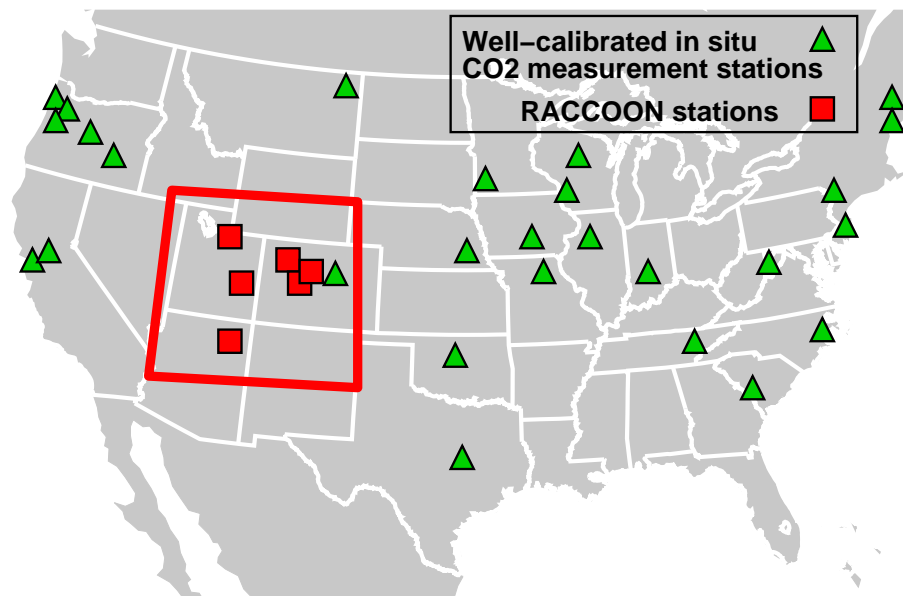 Well−calibrated in situ
CO2 measurement stations
RACCOON stations